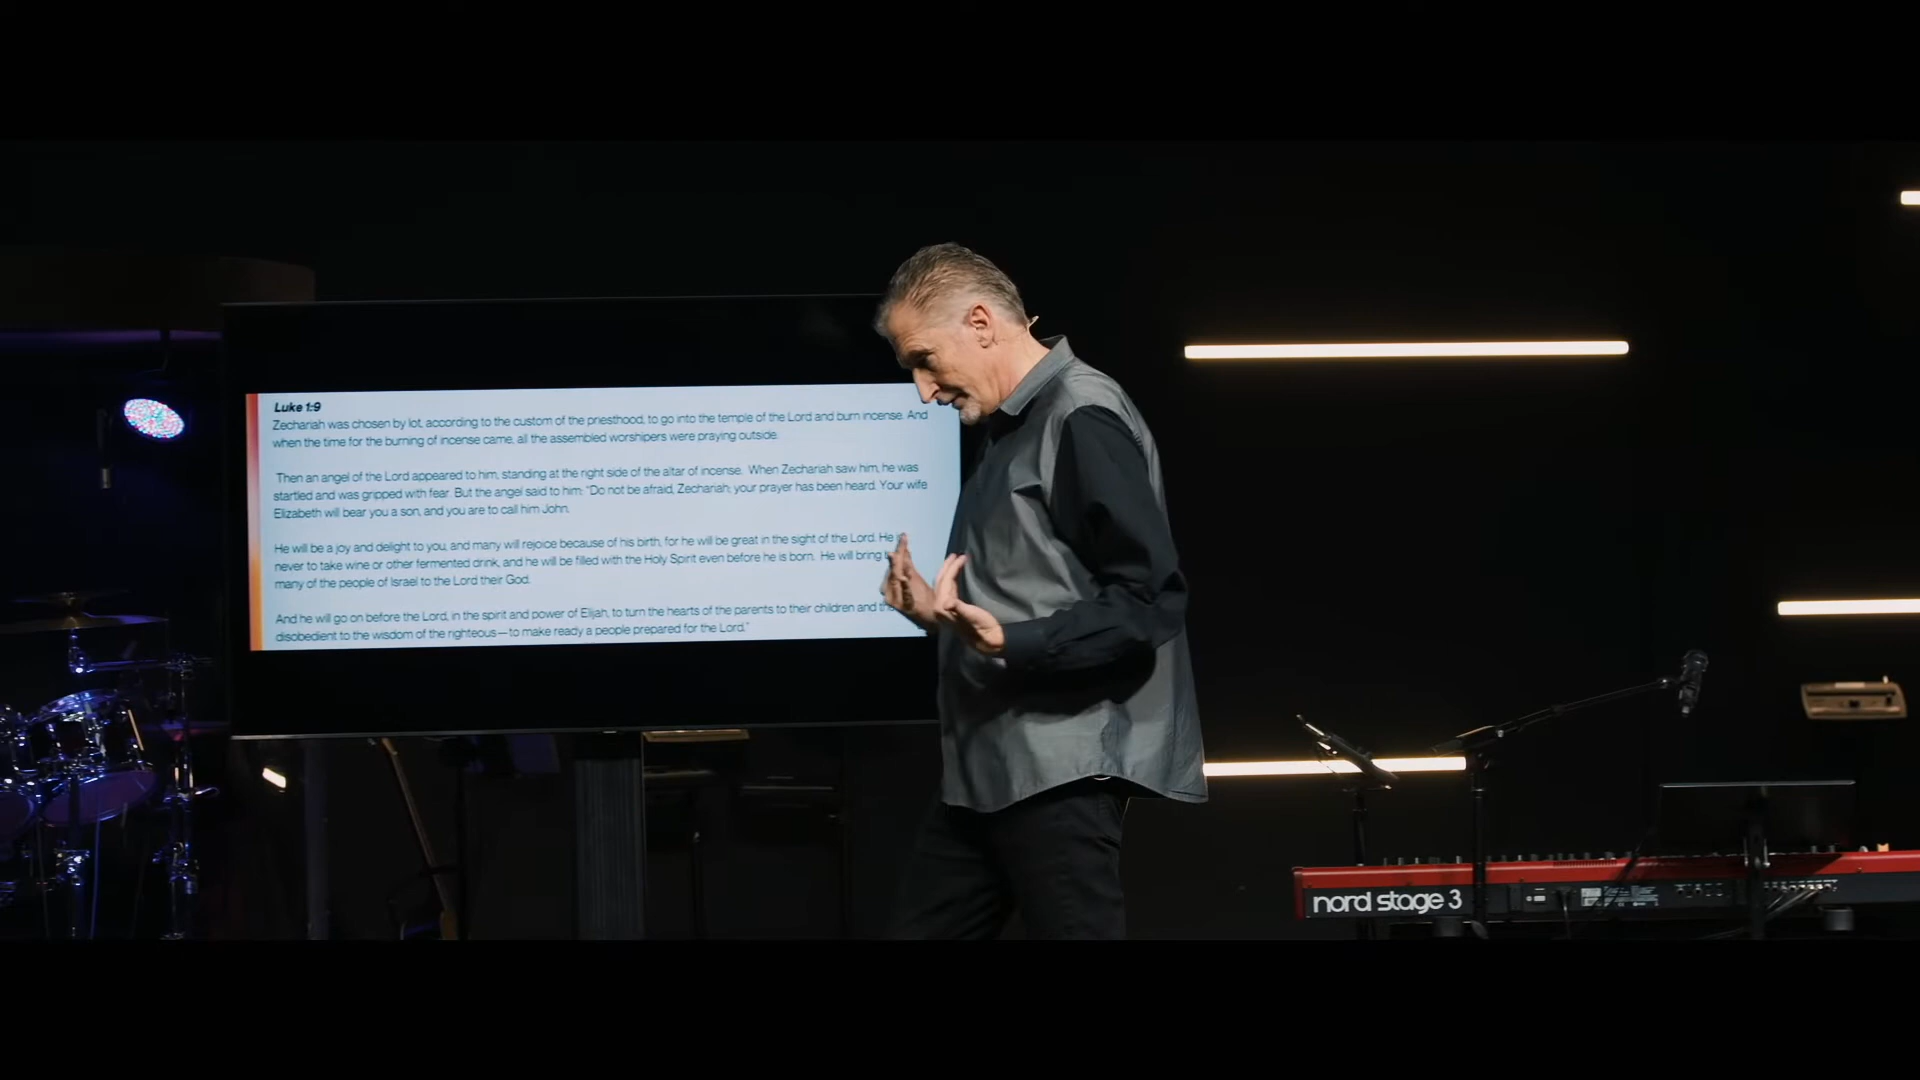 Luke 1:9
Zechariah was chosen by lot, according to the custom of the priesthood, to go into the temple of the Lord and burn incense. And
when the time for the burning of incense came, all the assembled worshipers were praying outside.
Then an angel of the Lord appeared to him, standing at the right side of the altar of incense. When Zechariah saw him, he was
startled and was gripped with fear. But the angel said to him: "Do not be afraid, Zechariah; your prayer has been heard. Your wife
Elizabeth will bear you a son, and you are to call him John.
He will be a joy and delight to you, and many will rejoice because of his birth, for he will be great in the sight of the Lord. He
never to take wine or other fermented drink, and he will be filled with the Holy Spirit even before he is born. He will bring
many of the people of Israel to the Lord their God.
And he will go on before the Lord, in the spirit and power of Elijah, to turn the hearts of the parents to their children and
disobedient to the wisdom of the righteous—to make ready a people prepared for the Lord."
nord stage 3